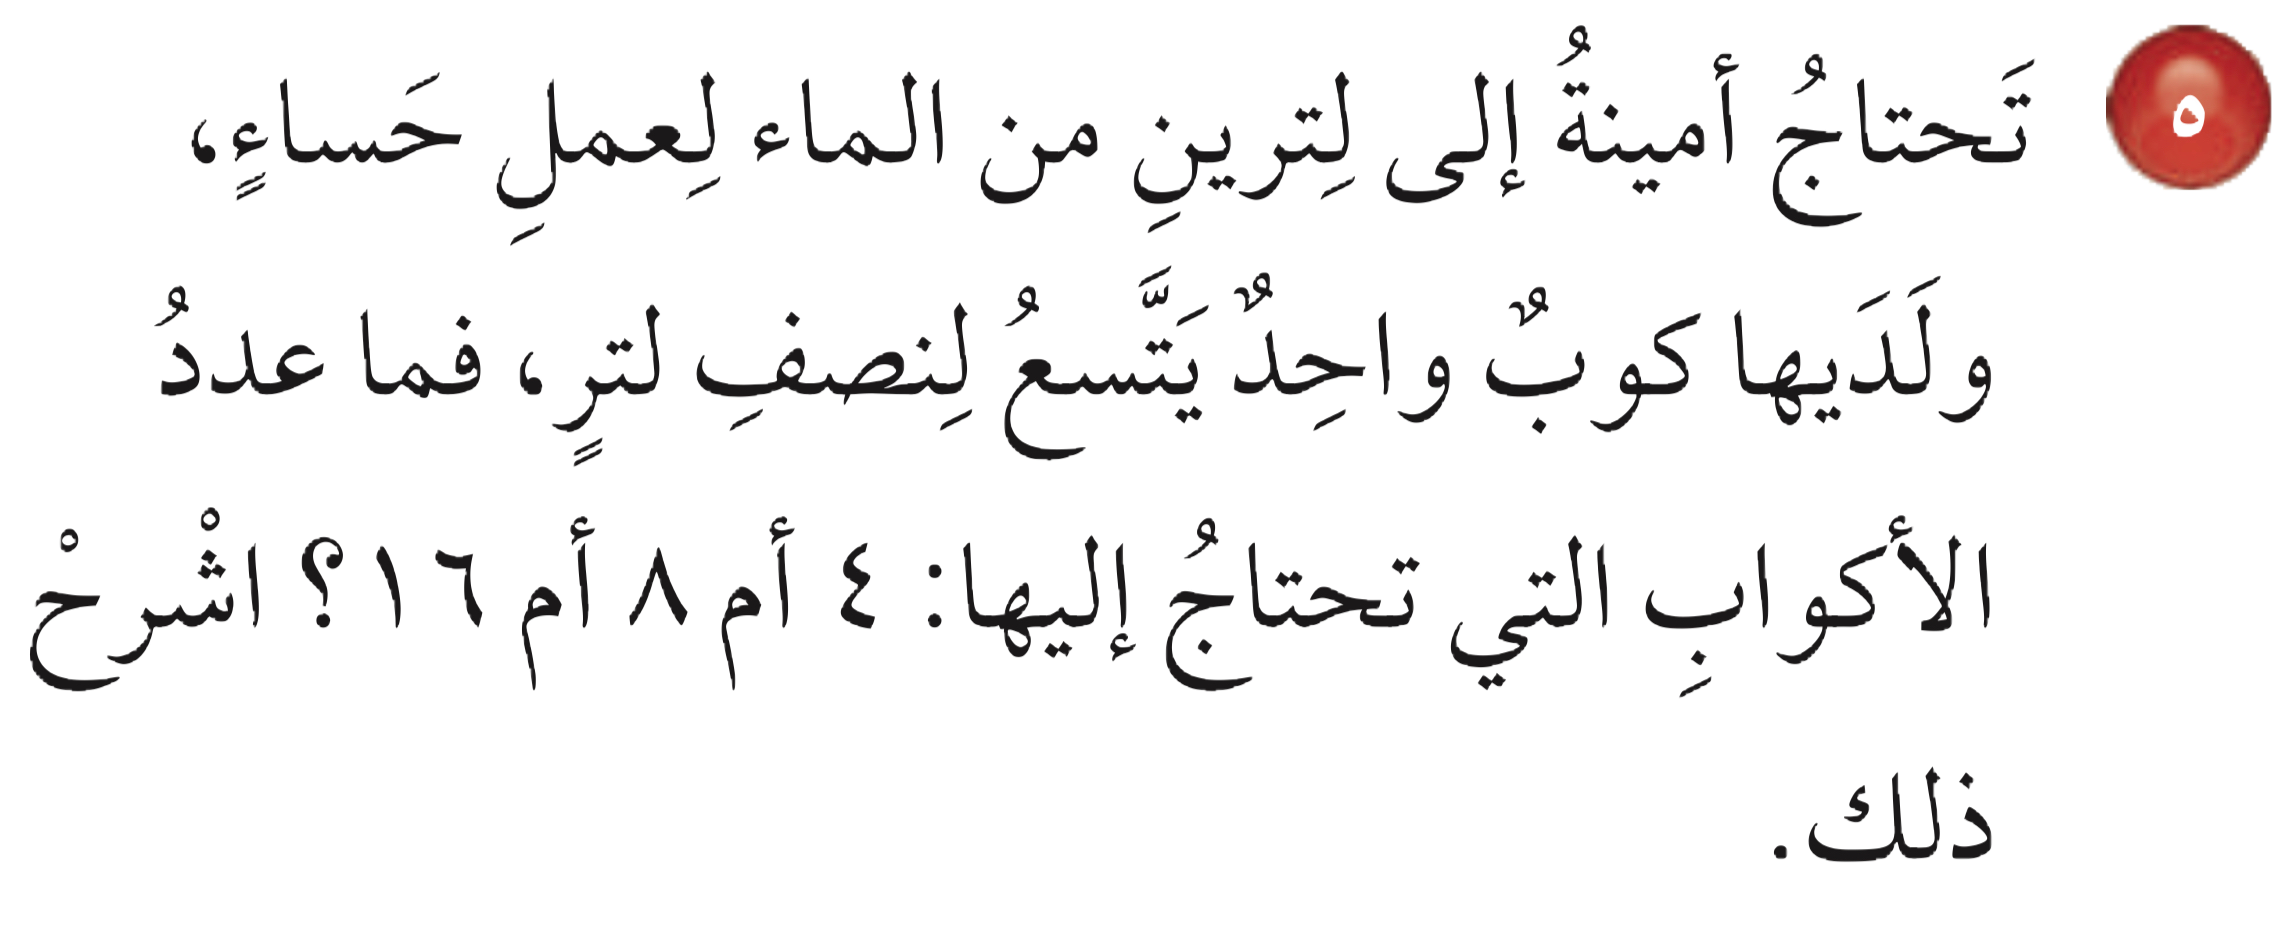 ٥ تَحتاجُ أمينةُ إلى لِترينِ من الماء لِعملِ حَساءٍ،
ولَدَيها كوبٌ واحِدٌ يَتَّسعُ لِنصفِ لترٍ، فما عددُ
الأكوابِ التي تحتاجُ إليها: ٤ أم ٨ أم ١٦؟ اشْرحْ
ذلك.